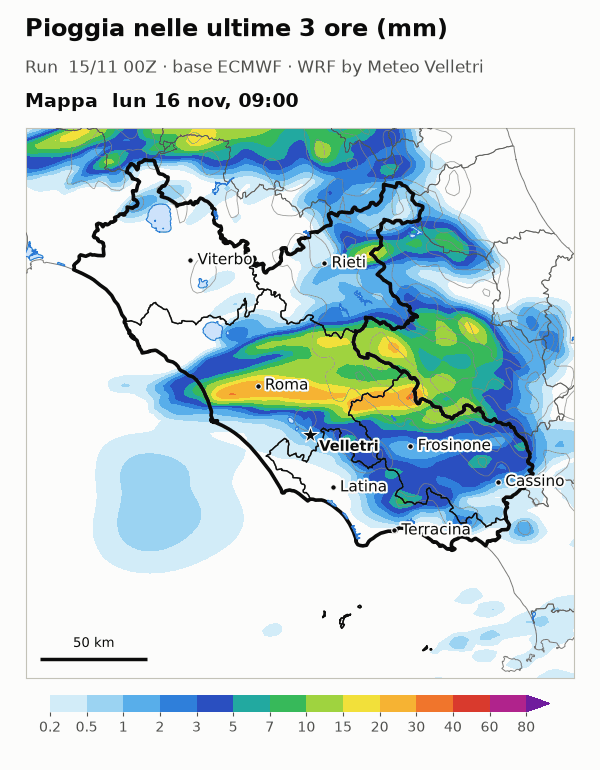 Pioggia nelle ultime 3 ore (mm)
Run 15/11 00Z · base ECMWF · WRF by Meteo Velletri
Mappa lun 16 nov, 09:00
Viterbo
Rieti
Roma
Velletri
Frosinone
Latina
Cassino
Terracina
50 km
0.2 0.5 1 2 3 5 7 10 15 20 30 40 60 80